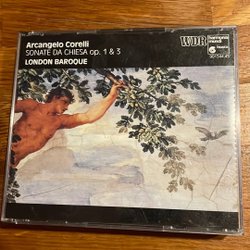 Arcangelo Corelli
SONATE DA CHIESA op. 1 & 3
LONDON BAROQUE
WDR
harmonia
mundi